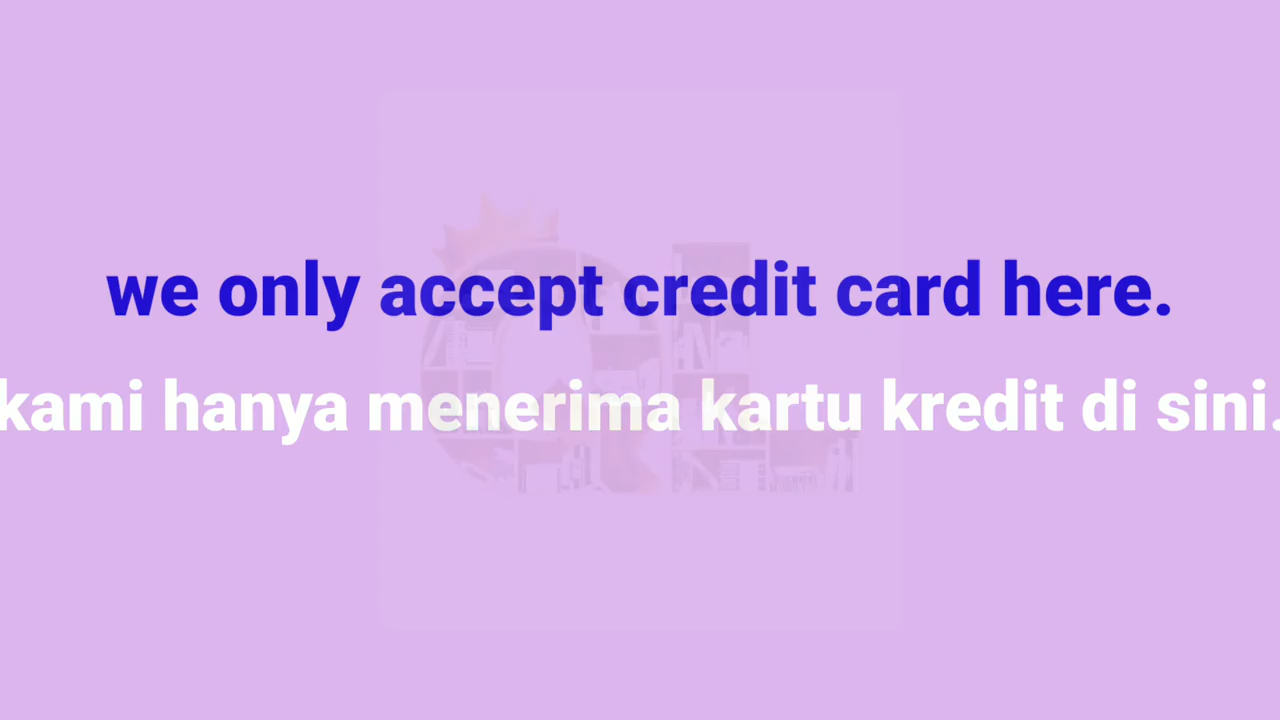 we only accept credit card here.
kami hanya menerima kartu kredit di sini.